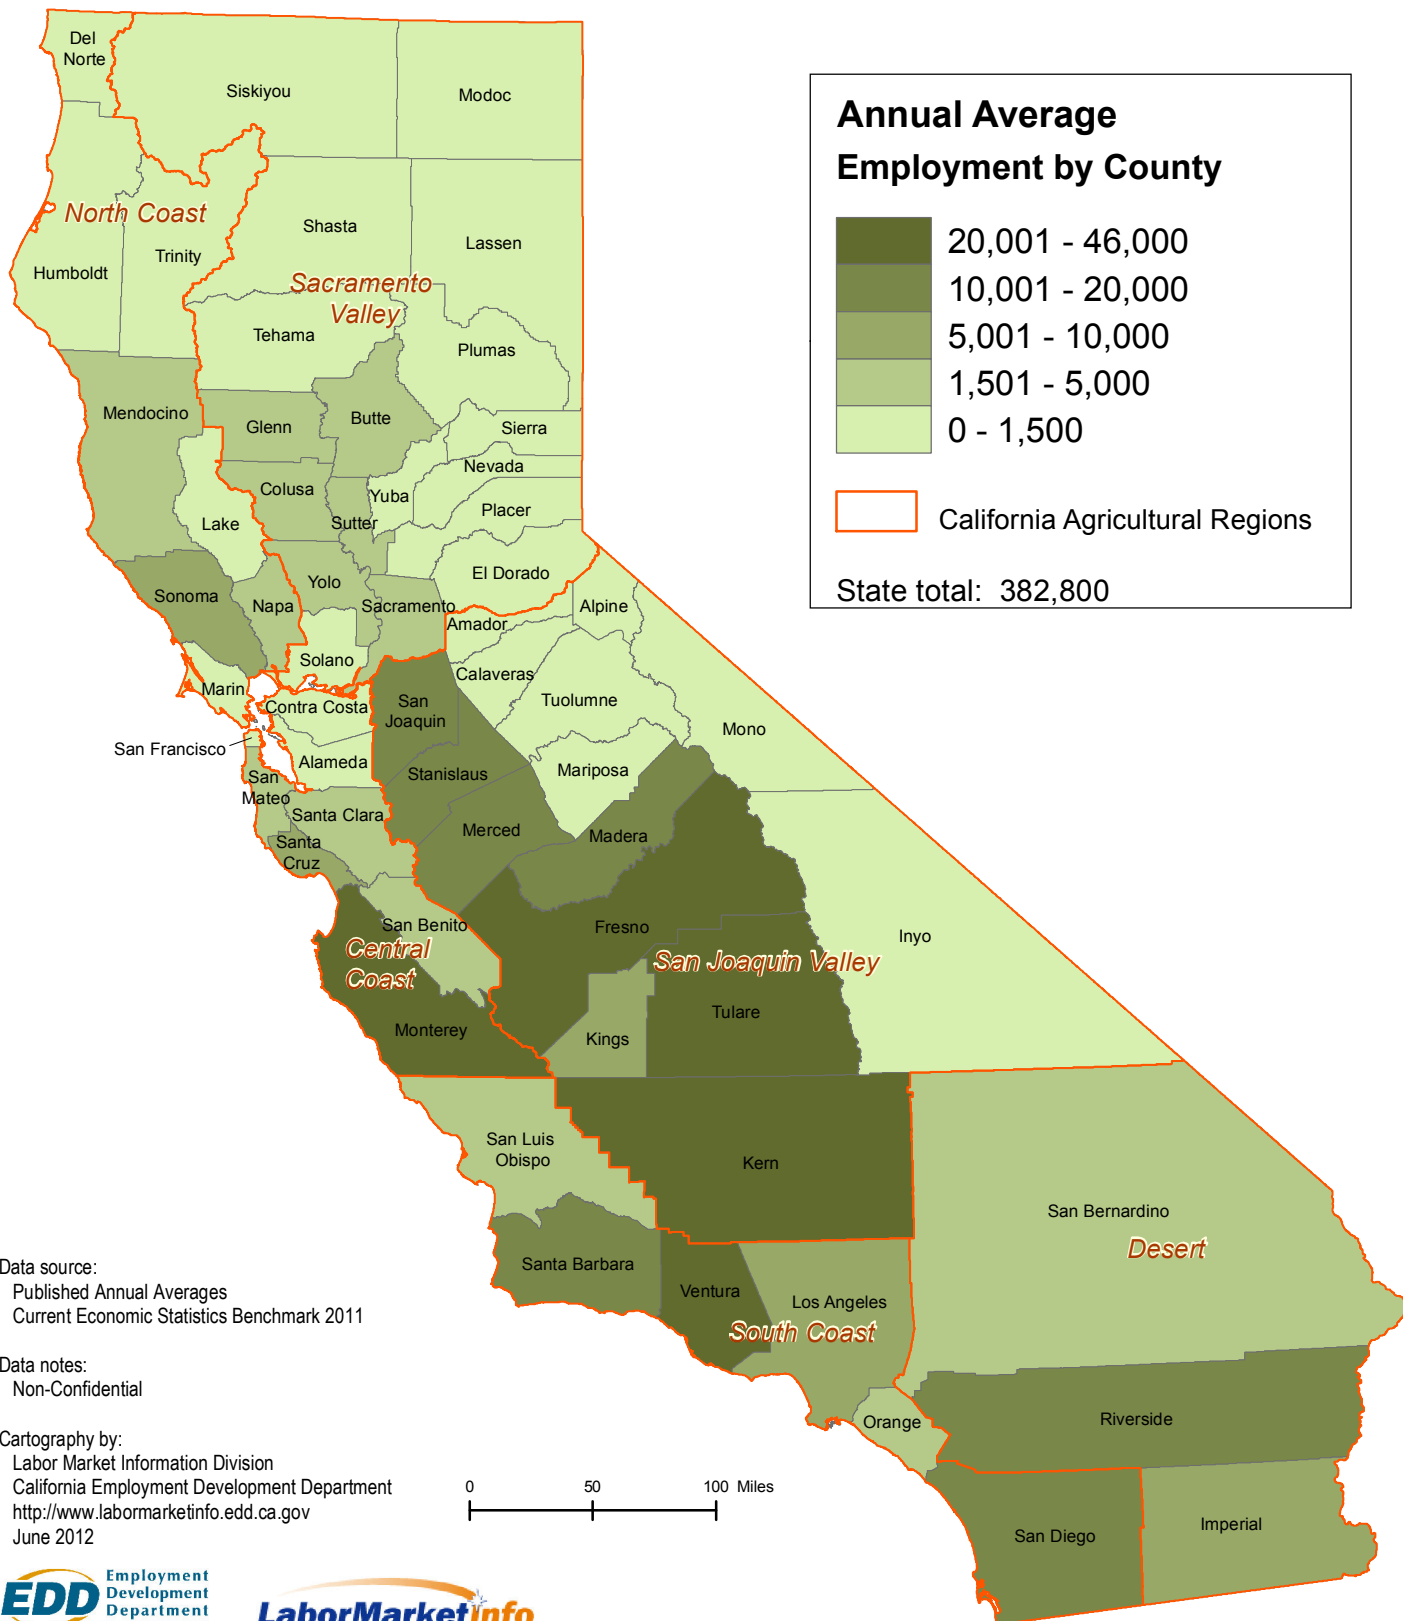 Del
Norte
Siskiyou
Modoc
North Coast
Humboldt
Trinity
Shasta
Lassen
Sacramento
Valley
Tehama
Plumas
Mendocino
Glenn
Butte
Sierra
Nevada
Colusa
Yuba
Sutter
Placer
Lake
El Dorado
Yolo
Sonoma
Napa
Sacramento
Amador
Alpine
Solano
Marin
Calaveras
Contra Costa
San
Joaquin
Tuolumne
Mono
San Francisco
Alameda
Stanislaus
Mariposa
San
Mateo
Santa Clara
Santa
Cruz
Merced
Madera
San Benito
Fresno
Inyo
Central
Coast
San Joaquin Valley
Monterey
Kings
Tulare
San Luis
Obispo
Kern
San Bernardino
Desert
Santa Barbara
Ventura
Los Angeles
South Coast
Orange
Riverside
San Diego
Imperial
Annual Average
Employment by County
20,001 - 46,000
10,001 - 20,000
5,001 - 10,000
1,501 - 5,000
0 - 1,500
California Agricultural Regions
State total: 382,800
Data source:
Published Annual Averages
Current Economic Statistics Benchmark 2011
Data notes:
Non-Confidential
Cartography by:
Labor Market Information Division
California Employment Development Department
http://www.labormarketinfo.edd.ca.gov
June 2012
0 50 100 Miles
EDD Employment
Development
Department
LaborMarketInfo